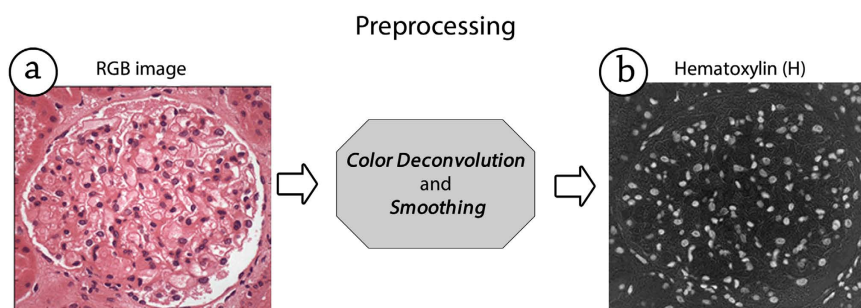 Preprocessing
a
RGB image
Color Deconvolution
and
Smoothing
b
Hematoxylin (H)